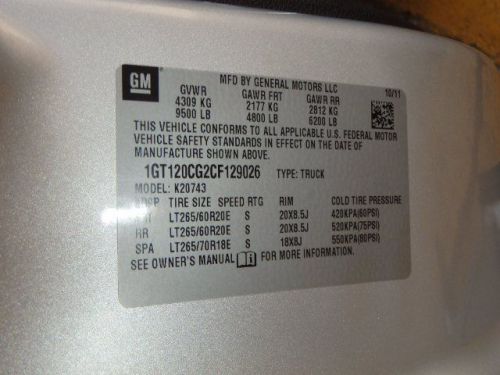 GM
MFD BY GENERAL MOTORS LLC
10/11
GVWR GAWR FRT GAWR RR
4309 KG 2177 KG 2812 KG
9500 LB 4800 LB 6200 LB
THIS VEHICLE CONFORMS TO ALL APPLICABLE U.S. FEDERAL MOTOR
VEHICLE SAFETY STANDARDS IN EFFECT ON THE DATE OF
MANUFACTURE SHOWN ABOVE.
1GT120CG2CF129026 TYPE: TRUCK
MODEL: K20743
TIRE SIZE SPEED RTG RIM COLD TIRE PRESSURE
LT265/60R20E S 20X8.5J 420KPA(60PSI)
RR LT265/60R20E S 20X8.5J 520KPA(75PSI)
SPA LT265/70R18E S 18X8J 550KPA(80PSI)
SEE OWNER'S MANUAL FOR MORE INFORMATION.